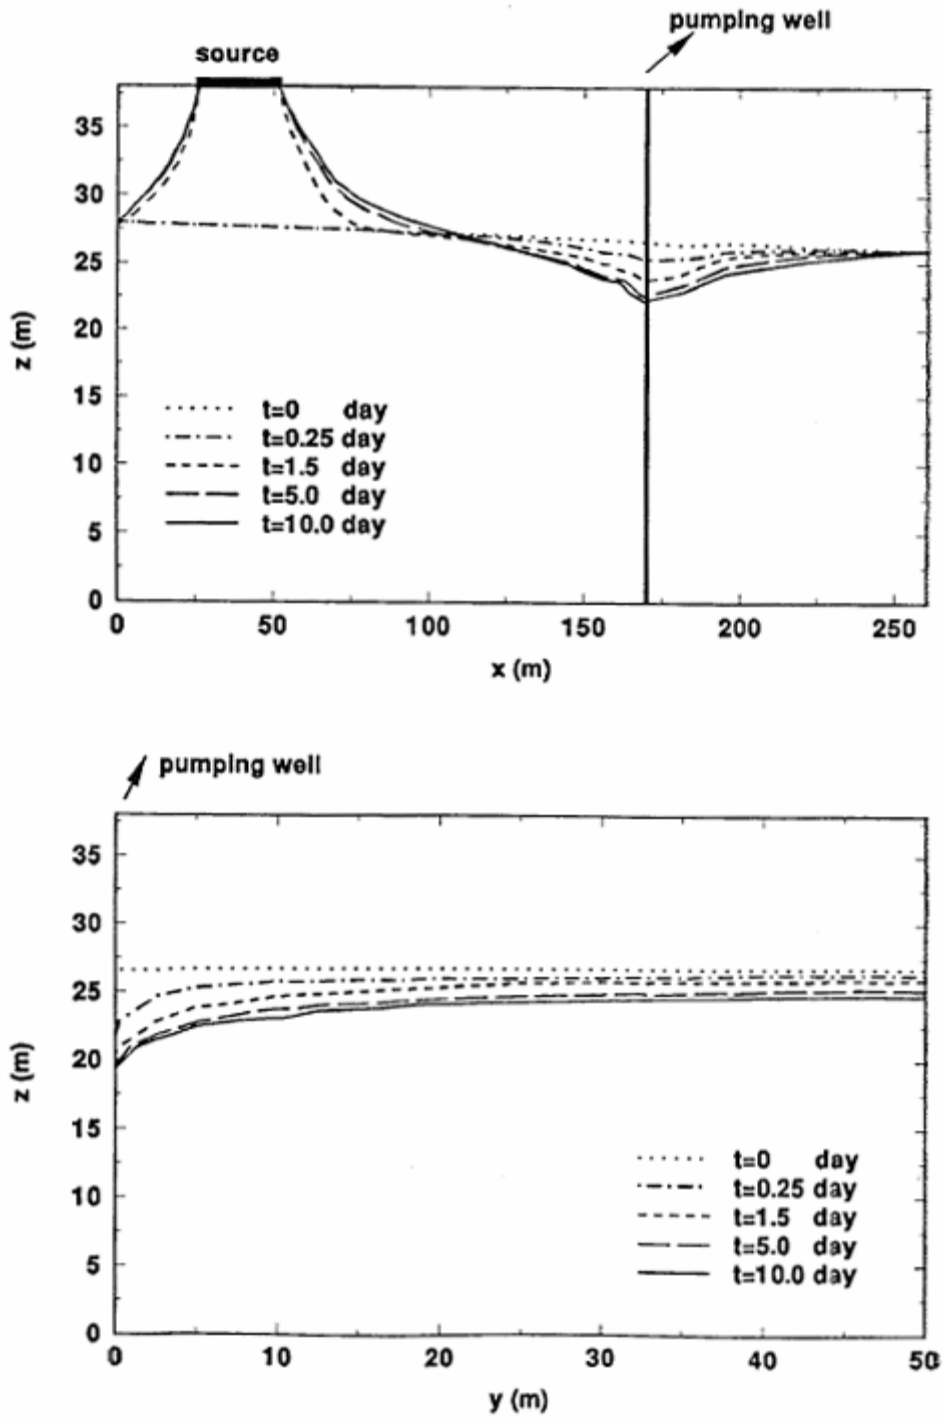 pumping well
source
35
30
25
20
15
10
5
0
z (m)
t=0 day
t=0.25 day
t=1.5 day
t=5.0 day
t=10.0 day
0 50 100 150 200 250
x (m)
pumping well
35
30
25
20
15
10
5
0
z (m)
t=0 day
t=0.25 day
t=1.5 day
t=5.0 day
t=10.0 day
0 10 20 30 40 50
y (m)